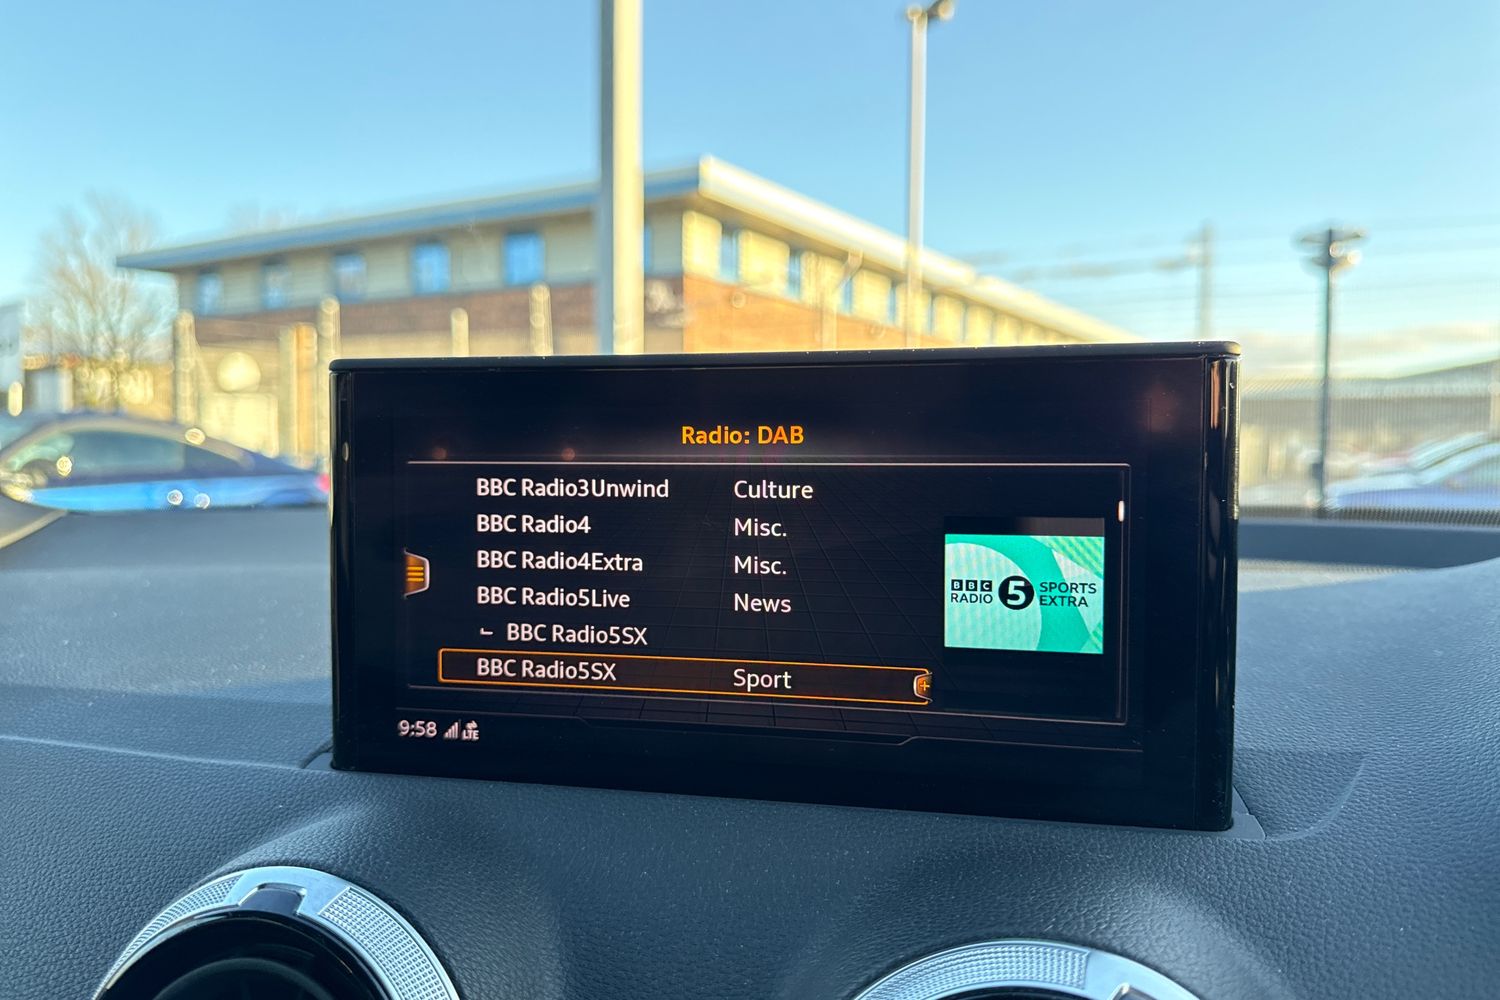 Radio: DAB
BBC Radio3Unwind Culture
BBC Radio4 Misc.
BBC Radio4Extra Misc.
BBC Radio5Live News
BBC Radio5SX
BBC Radio5SX Sport
BBC RADIO 5 SPORTS EXTRA
9:58 LTE